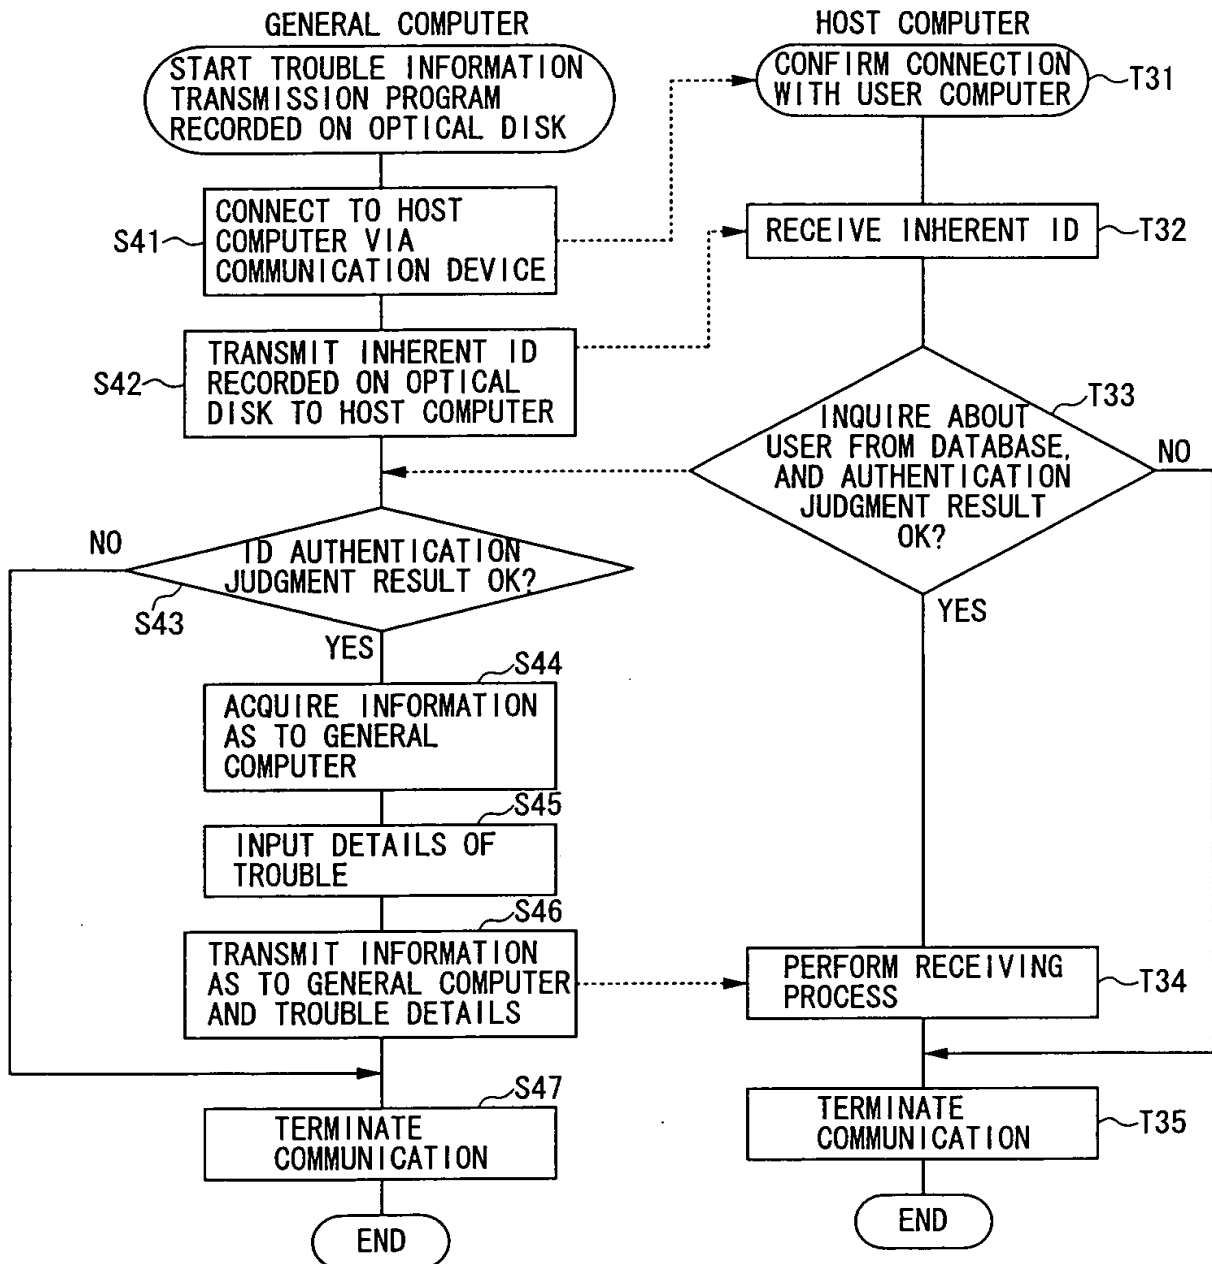 GENERAL COMPUTER
START TROUBLE INFORMATION
TRANSMISSION PROGRAM
RECORDED ON OPTICAL DISK
S41
CONNECT TO HOST
COMPUTER VIA
COMMUNICATION DEVICE
S42
TRANSMIT INHERENT ID
RECORDED ON OPTICAL
DISK TO HOST COMPUTER
NO
ID AUTHENTICATION
JUDGMENT RESULT OK?
S43
YES
S44
ACQUIRE INFORMATION
AS TO GENERAL
COMPUTER
S45
INPUT DETAILS OF
TROUBLE
S46
TRANSMIT INFORMATION
AS TO GENERAL COMPUTER
AND TROUBLE DETAILS
S47
TERMINATE
COMMUNICATION
END
HOST COMPUTER
CONFIRM CONNECTION
WITH USER COMPUTER
T31
RECEIVE INHERENT ID
T32
T33
INQUIRE ABOUT
USER FROM DATABASE,
AND AUTHENTICATION
JUDGMENT RESULT
OK?
NO
YES
PERFORM RECEIVING
PROCESS
T34
TERMINATE
COMMUNICATION
T35
END